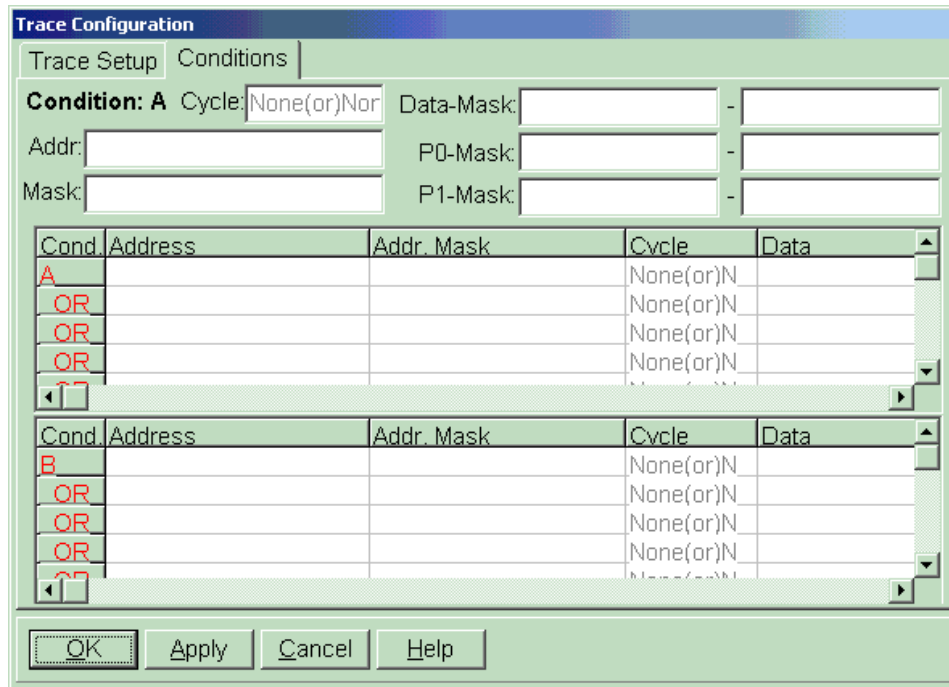 Trace Configuration
Trace Setup Conditions
Condition: A Cycle: None(or)Nor Data-Mask: -
Addr: P0-Mask: -
Mask: P1-Mask: -
Cond. Address Addr. Mask Cycle Data
A None(or)N
OR None(or)N
OR None(or)N
OR None(or)N
Cond. Address Addr. Mask Cycle Data
B None(or)N
OR None(or)N
OR None(or)N
OR None(or)N
OK Apply Cancel Help